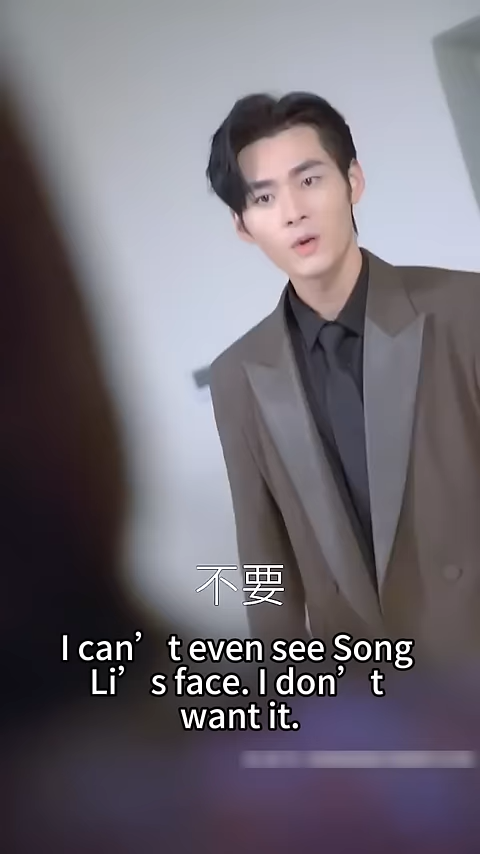 不要
I can’t even see Song
Li’s face. I don’t
want it.